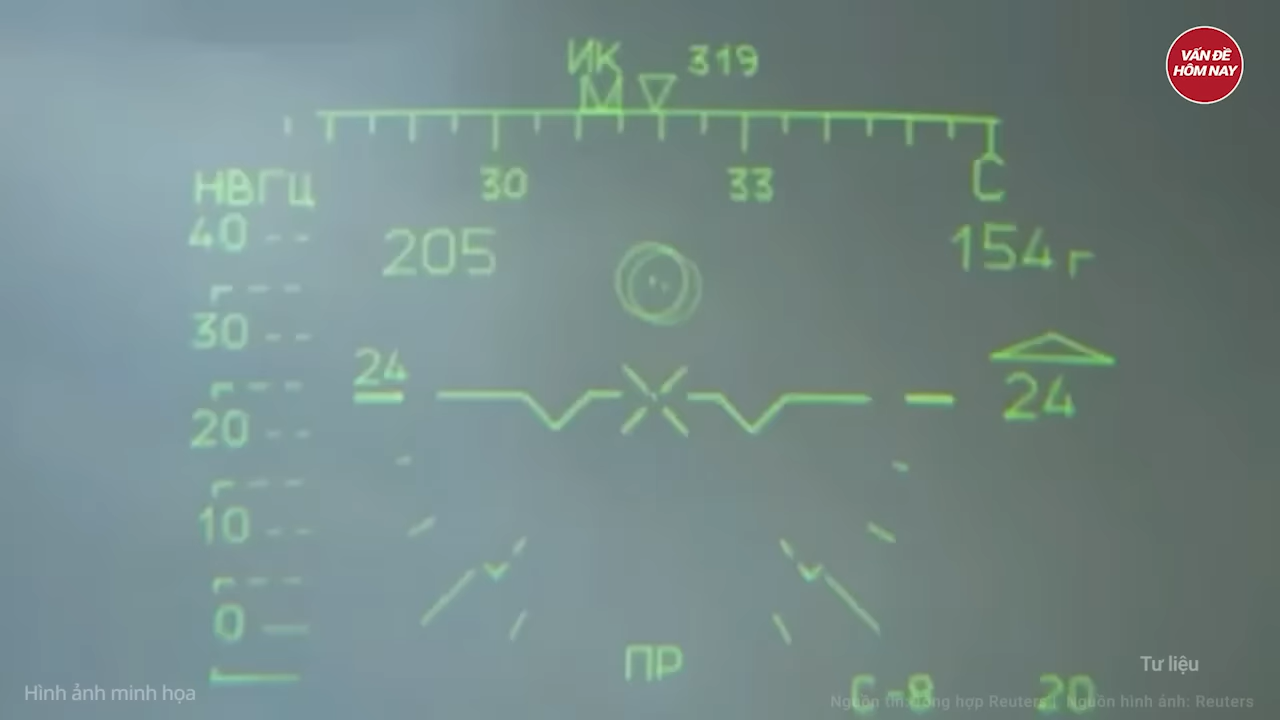 ИК 319
М
VẤN ĐỀ
HÔM NAY
30 33 С
НВГЦ
40
205
154 г
30
24
24
20
10
0
ПР
С-8 20
Tư liệu
Hình ảnh minh họa
Nguồn tin: Tổng hợp Reuters | Nguồn hình ảnh: Reuters